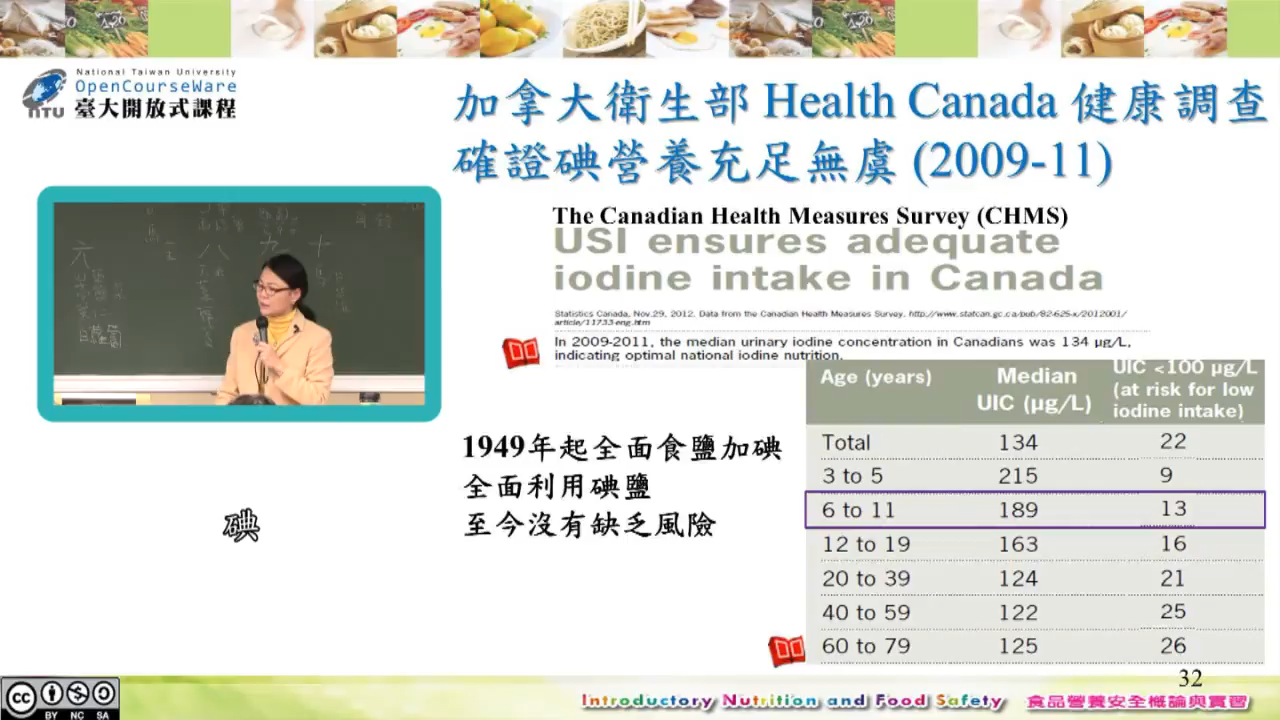 National Taiwan University
OpenCourseWare
NTU 臺大開放式課程
加拿大衛生部 Health Canada 健康調查
確證碘營養充足無虞 (2009-11)
The Canadian Health Measures Survey (CHMS)
USI ensures adequate
iodine intake in Canada
Statistics Canada, Nov.29, 2012. Data from the Canadian Health Measures Survey, http://www.statcan.gc.ca/pub/82-625-x/2012001/
article/11733-eng.htm
In 2009-2011, the median urinary iodine concentration in Canadians was 134 µg/L,
indicating optimal national iodine nutrition.
六
八
九
十
1949年起全面食鹽加碘
全面利用碘鹽
至今沒有缺乏風險
碘
Age (years) Median UIC (µg/L) UIC <100 µg/L (at risk for low iodine intake)
Total 134 22
3 to 5 215 9
6 to 11 189 13
12 to 19 163 16
20 to 39 124 21
40 to 59 122 25
60 to 79 125 26
32
cc BY NC SA
Introductory Nutrition and Food Safety 食品營養安全概論與實習